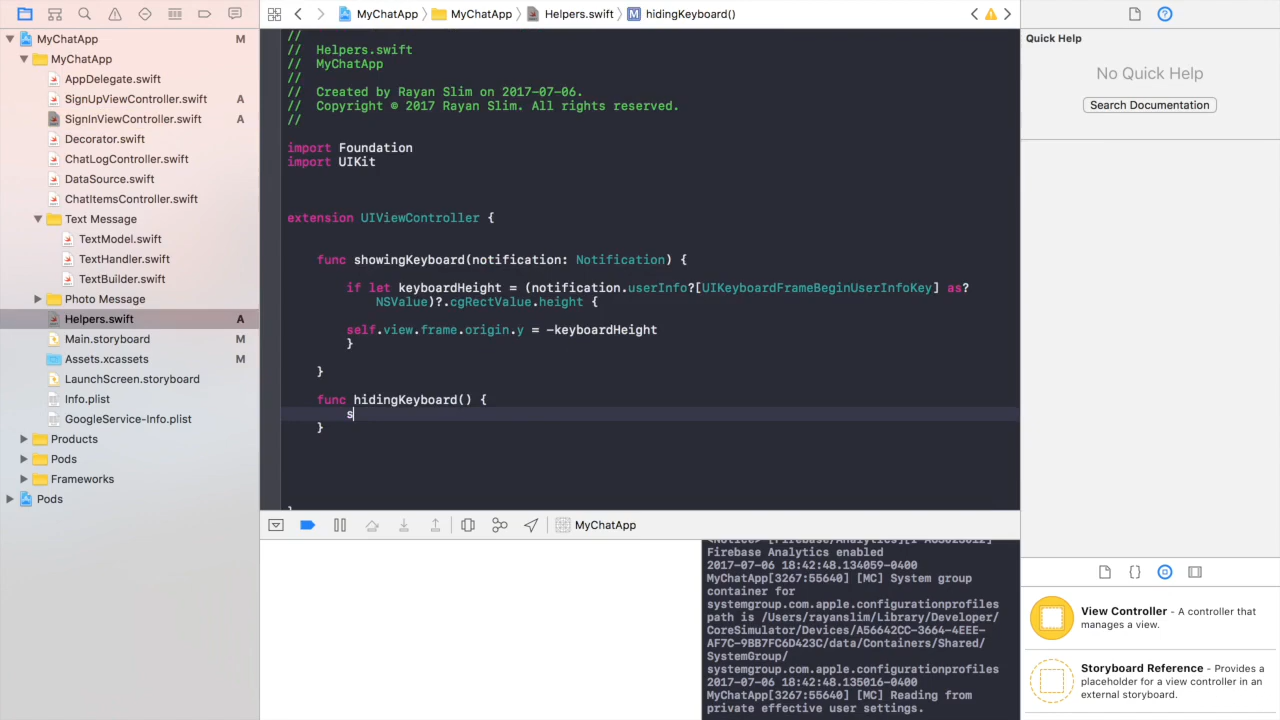 MyChatApp
MyChatApp
Helpers.swift
hidingKeyboard()
MyChatApp M
MyChatApp
AppDelegate.swift
SignUpViewController.swift A
SignInViewController.swift A
Decorator.swift
ChatLogController.swift
DataSource.swift
ChatItemsController.swift
Text Message
TextModel.swift
TextHandler.swift
TextBuilder.swift
Photo Message
Helpers.swift A
Main.storyboard M
Assets.xcassets M
LaunchScreen.storyboard
Info.plist
GoogleService-Info.plist
Products
Pods
Frameworks
Pods
//
//  Helpers.swift
//  MyChatApp
//
//  Created by Rayan Slim on 2017-07-06.
//  Copyright © 2017 Rayan Slim. All rights reserved.
//
import Foundation
import UIKit
extension UIViewController {
func showingKeyboard(notification: Notification) {
if let keyboardHeight = (notification.userInfo?[UIKeyboardFrameBeginUserInfoKey] as?
NSValue)?.cgRectValue.height {
self.view.frame.origin.y = -keyboardHeight
}
}
func hidingKeyboard() {
s
}
MyChatApp
Firebase Analytics enabled
2017-07-06 18:42:48.134059-0400
MyChatApp[3267:55640] [MC] System group
container for
systemgroup.com.apple.configurationprofiles
path is /Users/rayanslim/Library/Developer/
CoreSimulator/Devices/A56642CC-3664-4EEE-
AF7C-9BB7FC6D423C/data/Containers/Shared/
SystemGroup/
systemgroup.com.apple.configurationprofiles
2017-07-06 18:42:48.135016-0400
MyChatApp[3267:55640] [MC] Reading from
private effective user settings.
Quick Help
No Quick Help
Search Documentation
View Controller - A controller that
manages a view.
Storyboard Reference - Provides a
placeholder for a view controller in an
external storyboard.